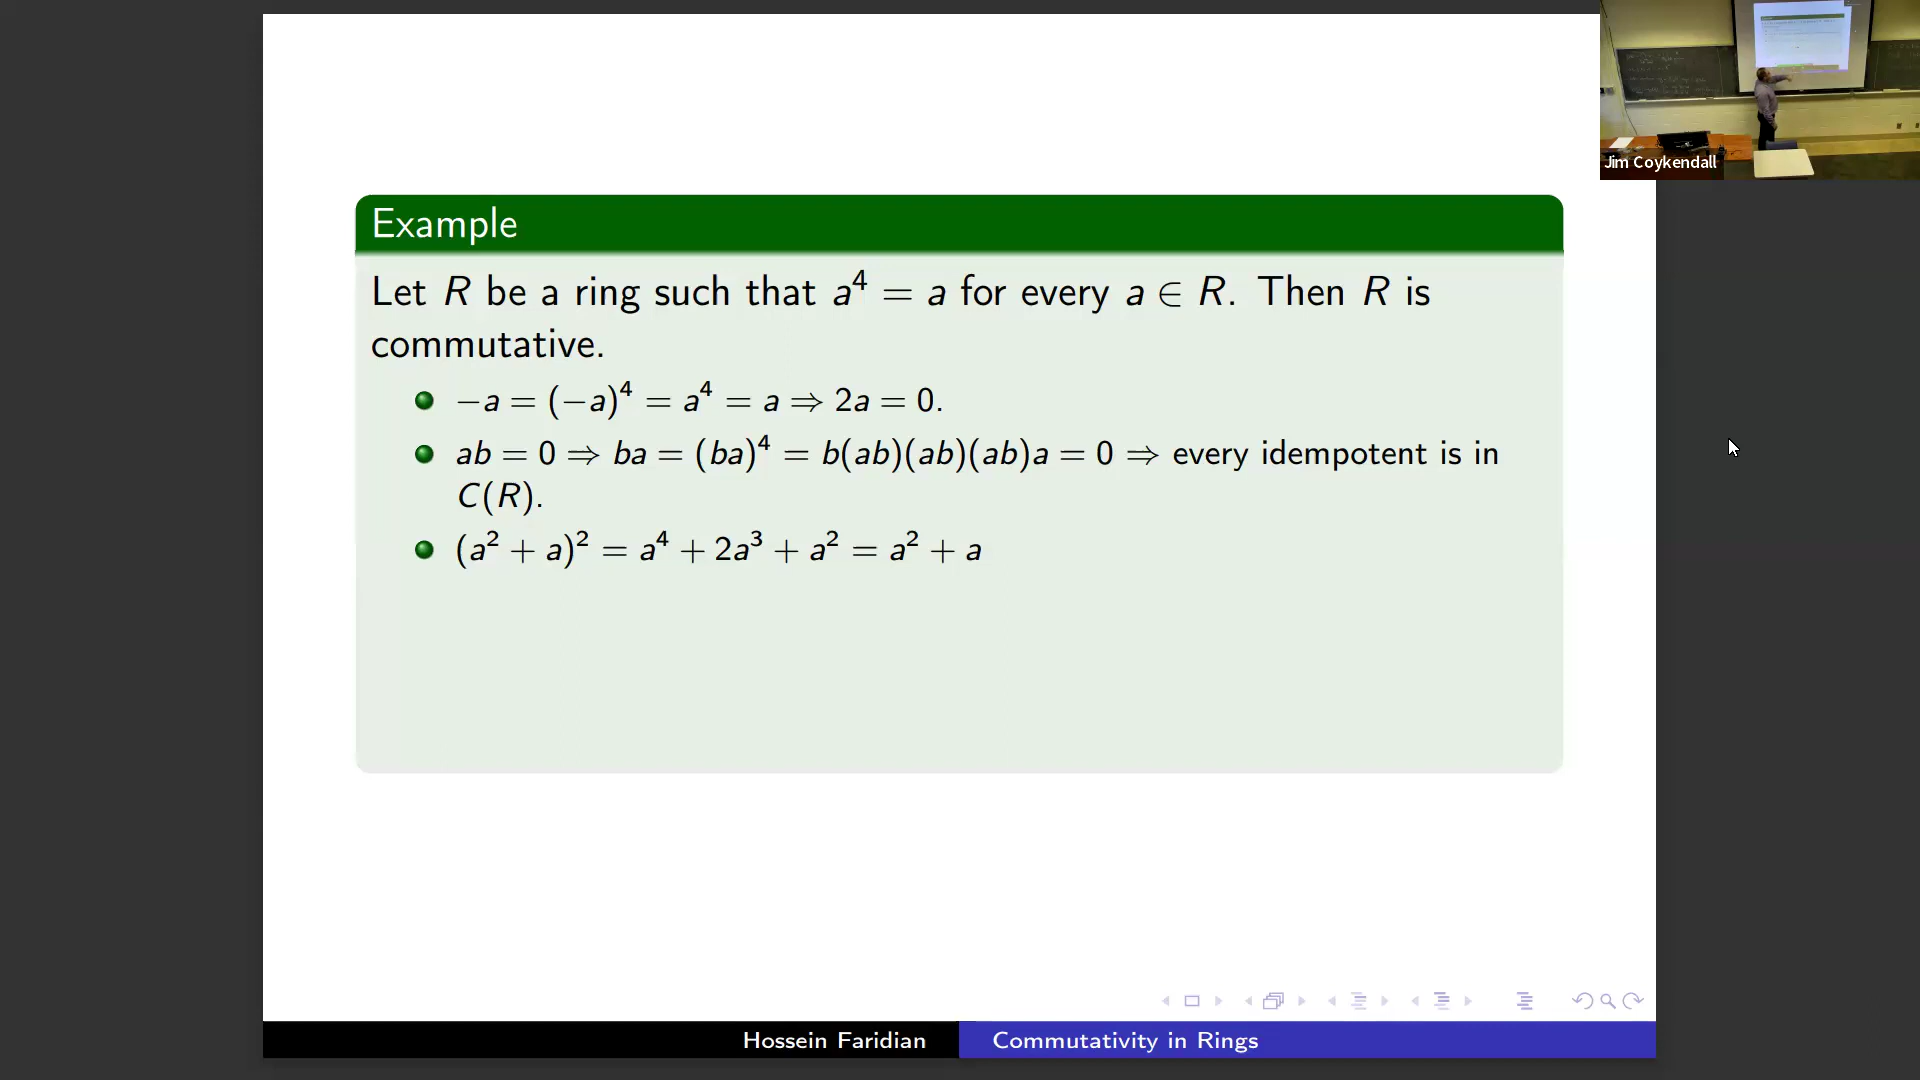 Jim Coykendall
Example
Let R be a ring such that a⁴ = a for every a ∈ R. Then R is
commutative.
−a = (−a)⁴ = a⁴ = a ⇒ 2a = 0.
ab = 0 ⇒ ba = (ba)⁴ = b(ab)(ab)(ab)a = 0 ⇒ every idempotent is in
C(R).
(a² + a)² = a⁴ + 2a³ + a² = a² + a
Hossein Faridian
Commutativity in Rings